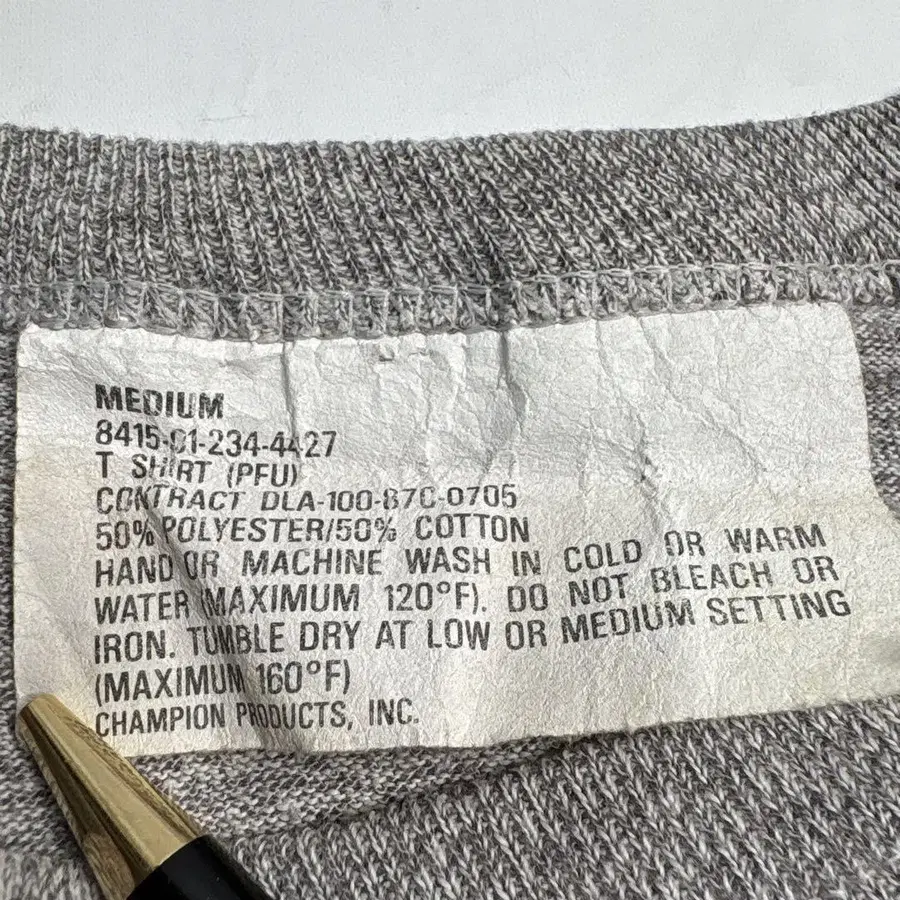 MEDIUM
8415-01-234-4427
T SHIRT (PFU)
CONTRACT DLA-100-87C-0705
50% POLYESTER/50% COTTON
HAND OR MACHINE WASH IN COLD OR WARM
WATER (MAXIMUM 120°F). DO NOT BLEACH OR
IRON. TUMBLE DRY AT LOW OR MEDIUM SETTING
(MAXIMUM 160°F)
CHAMPION PRODUCTS, INC.